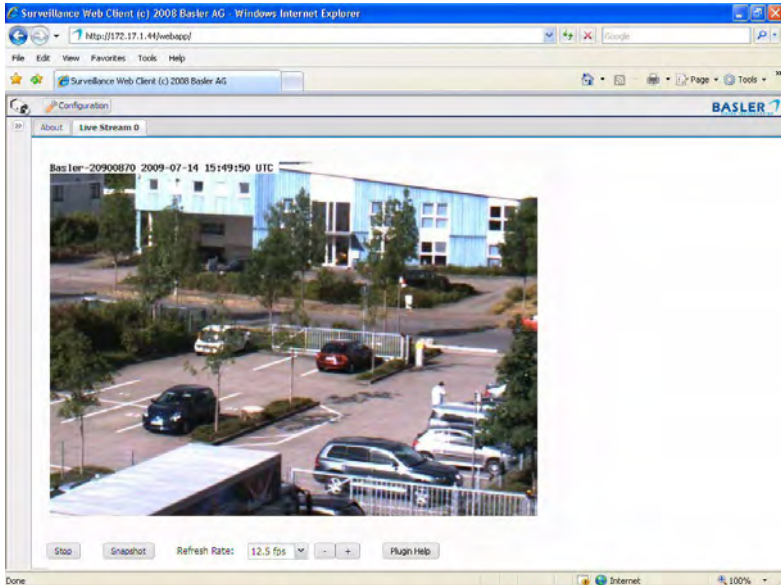 Surveillance Web Client (c) 2008 Basler AG - Windows Internet Explorer
http://172.17.1.44/webapp/
Google
File Edit View Favorites Tools Help
Surveillance Web Client (c) 2008 Basler AG
Page Tools
Configuration
BASLER
About Live Stream 0
Basler-20900870 2009-07-14 15:49:50 UTC
Stop Snapshot Refresh Rate: 12.5 fps - + Plugin Help
Done Internet 100%